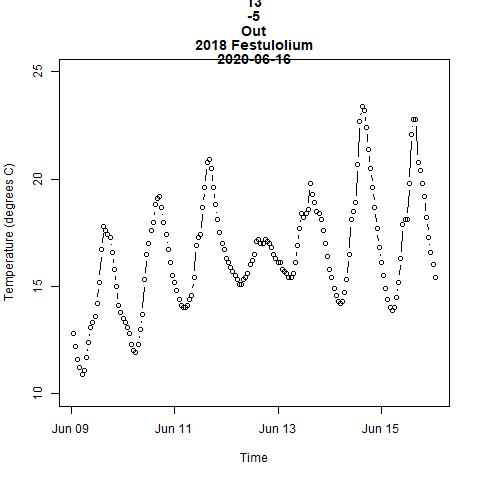 13
-5
Out
2018 Festulolium
2020-06-16
Temperature (degrees C)
25
20
15
10
Jun 09 Jun 11 Jun 13 Jun 15
Time